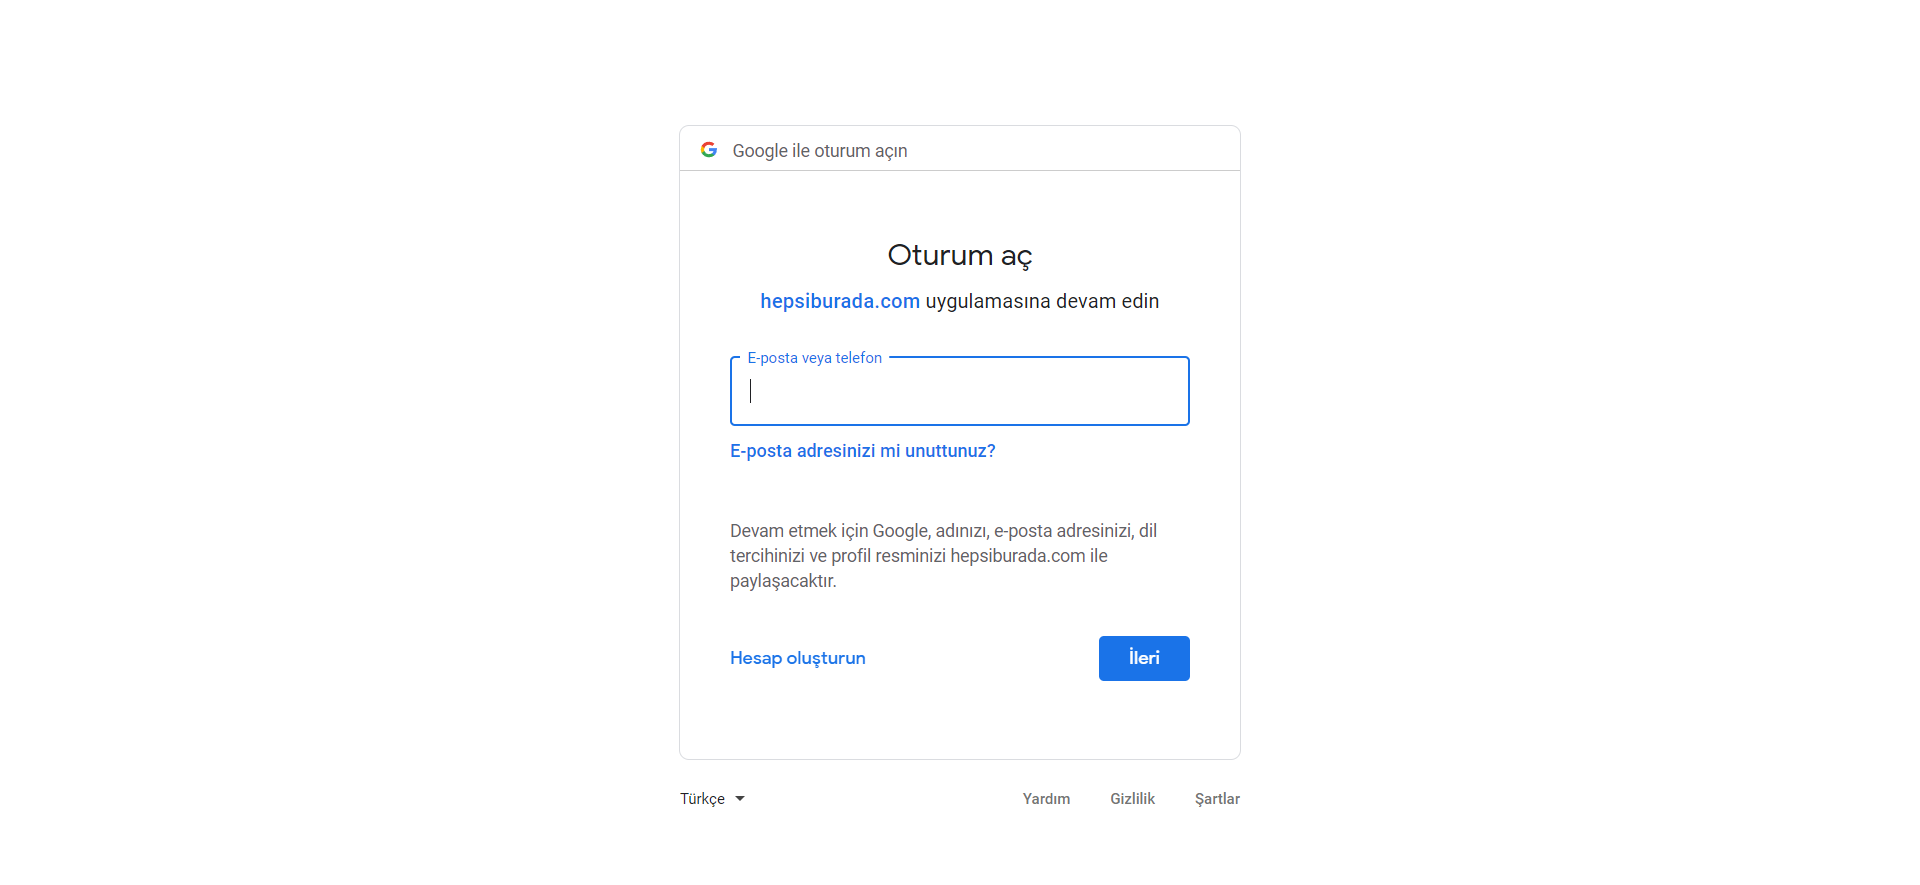 Google ile oturum açın
Oturum aç
hepsiburada.com uygulamasına devam edin
E-posta veya telefon
E-posta adresinizi mi unuttunuz?
Devam etmek için Google, adınızı, e-posta adresinizi, dil
tercihinizi ve profil resminizi hepsiburada.com ile
paylaşacaktır.
Hesap oluşturun
İleri
Türkçe
Yardım
Gizlilik
Şartlar